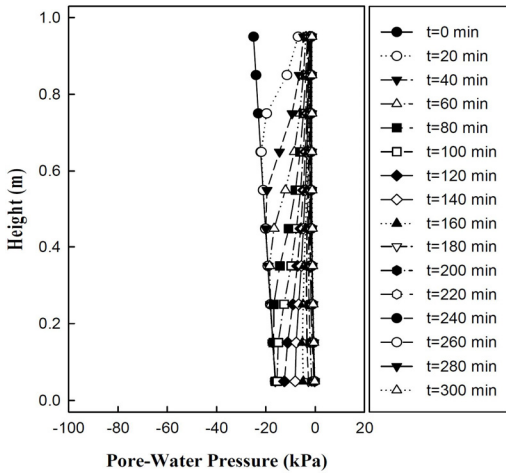 1.0
0.8
0.6
0.4
0.2
0.0
Height (m)
-100
-80
-60
-40
-20
0
20
Pore-Water Pressure (kPa)
t=0 min
t=20 min
t=40 min
t=60 min
t=80 min
t=100 min
t=120 min
t=140 min
t=160 min
t=180 min
t=200 min
t=220 min
t=240 min
t=260 min
t=280 min
t=300 min